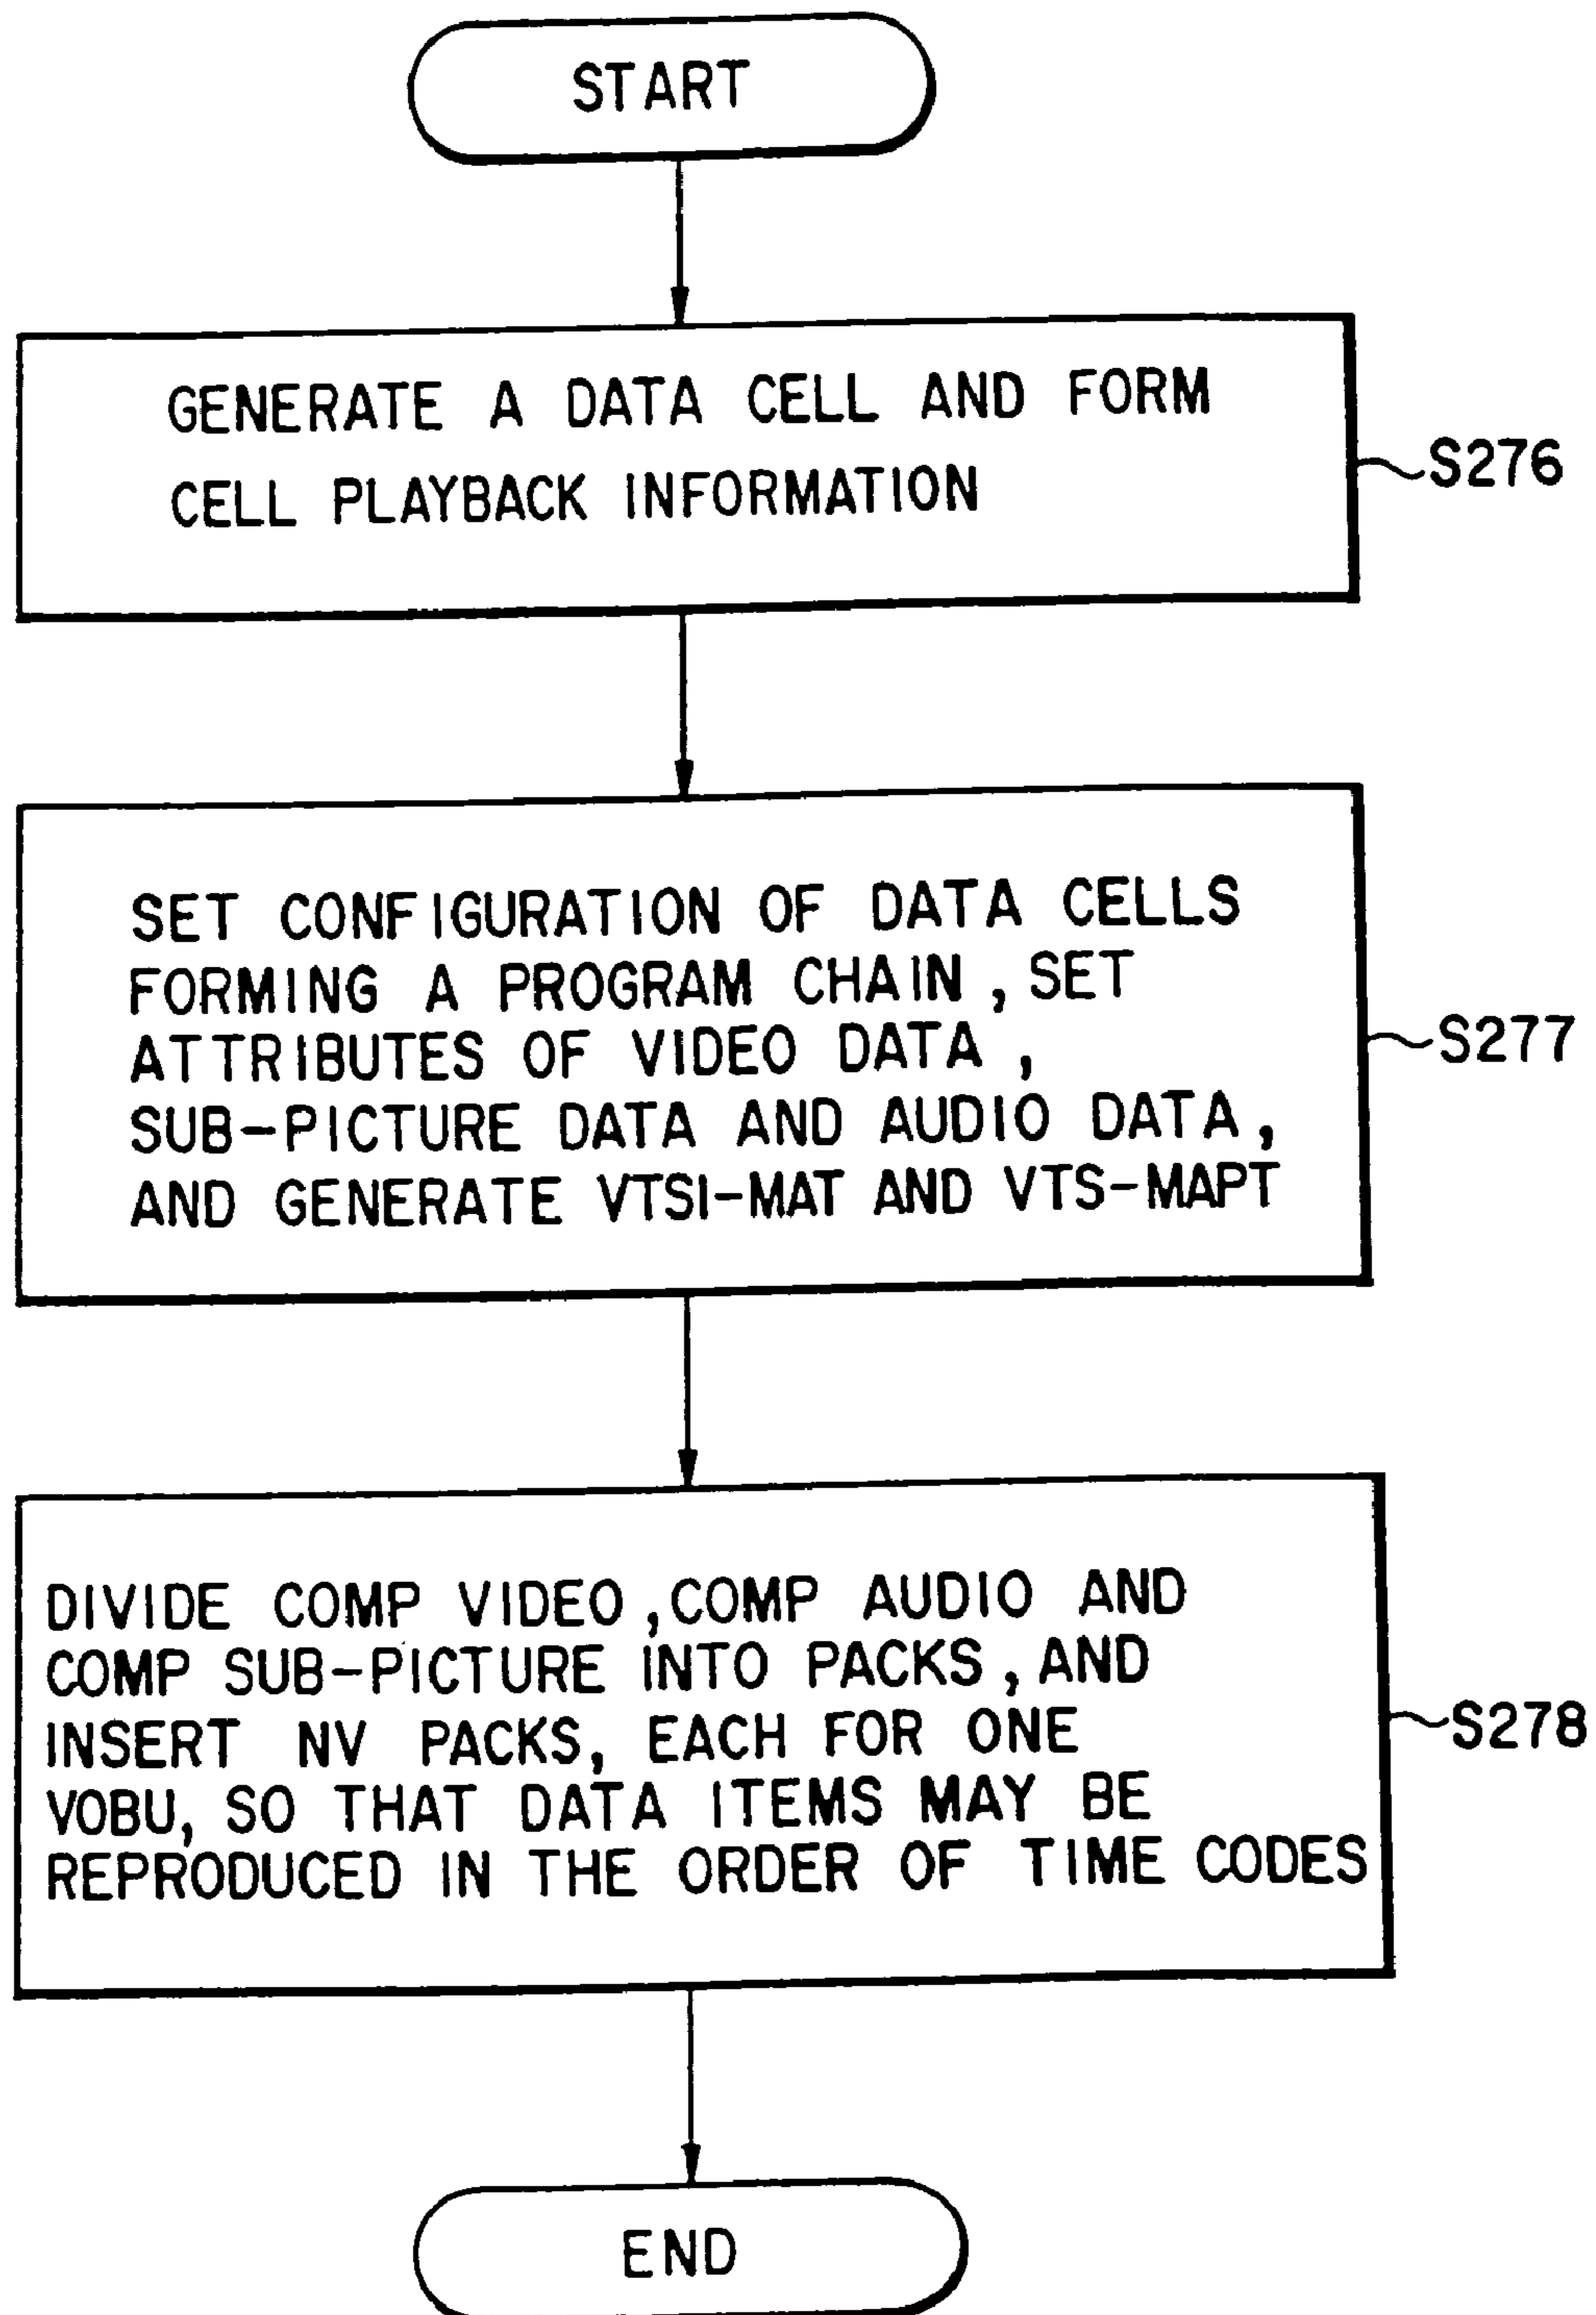 START
GENERATE A DATA CELL AND FORM
CELL PLAYBACK INFORMATION
S276
SET CONFIGURATION OF DATA CELLS
FORMING A PROGRAM CHAIN, SET
ATTRIBUTES OF VIDEO DATA,
SUB-PICTURE DATA AND AUDIO DATA,
AND GENERATE VTSI-MAT AND VTS-MAPT
S277
DIVIDE COMP VIDEO, COMP AUDIO AND
COMP SUB-PICTURE INTO PACKS, AND
INSERT NV PACKS, EACH FOR ONE
VOBU, SO THAT DATA ITEMS MAY BE
REPRODUCED IN THE ORDER OF TIME CODES
S278
END